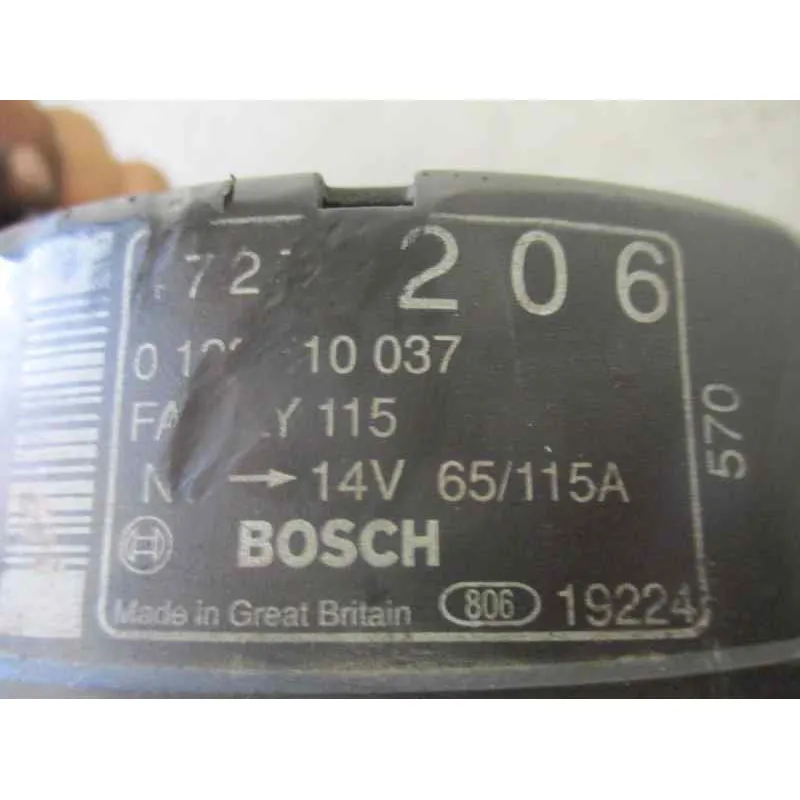 206
10 037
115
→ 14V 65/115A
BOSCH
Made in Great Britain 806 19224
570